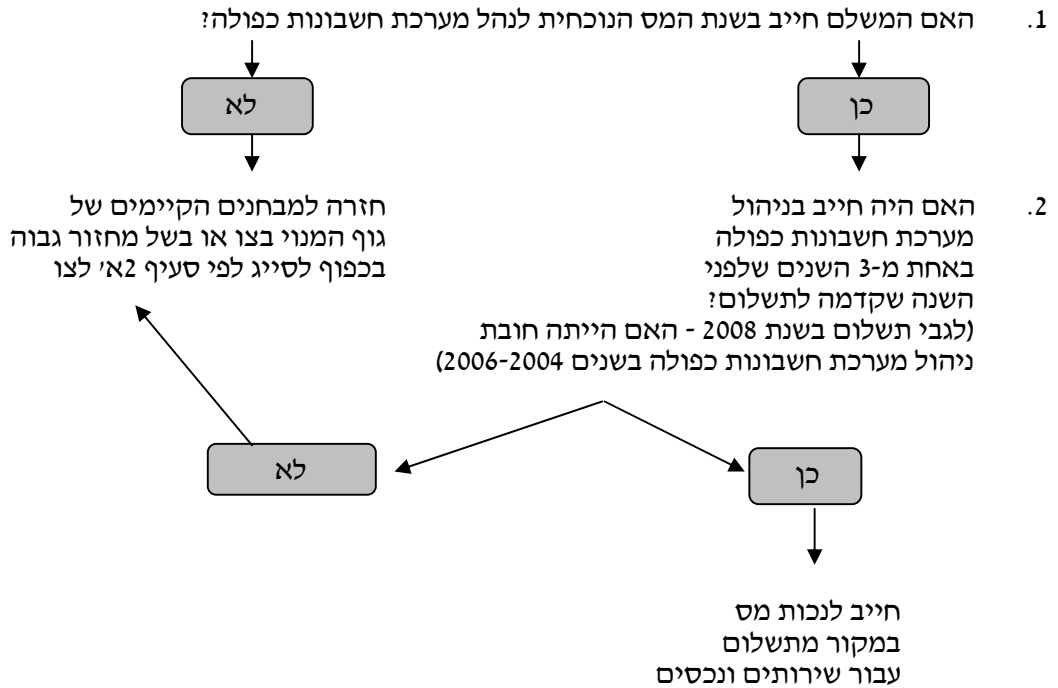 1. האם המשלם חייב בשנת המס הנוכחית לנהל מערכת חשבונות כפולה?
כן
לא
2. האם היה חייב בניהול
מערכת חשבונות כפולה
באחת מ-3 השנים שלפני
השנה שקדמה לתשלום?
(לגבי תשלום בשנת 2008 - האם הייתה חובת
ניהול מערכת חשבונות כפולה בשנים 2006-2004)
חזרה למבחנים הקיימים של
גוף המנוי בצו או בשל מחזור גבוה
בכפוף לסייג לפי סעיף 2א' לצו
כן
לא
חייב לנכות מס
במקור מתשלום
עבור שירותים ונכסים